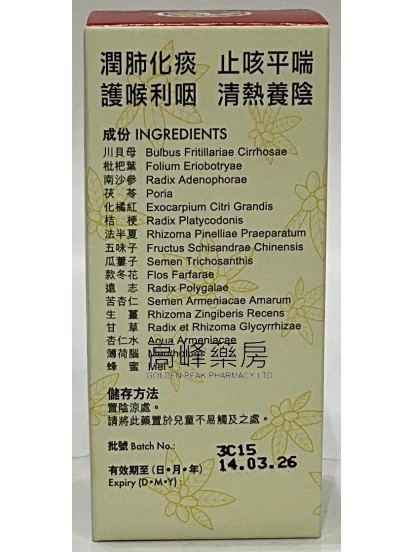 潤肺化痰 止咳平喘
護喉利咽 清熱養陰
成份 INGREDIENTS
川貝母 Bulbus Fritillariae Cirrhosae
枇杷葉 Folium Eriobotryae
南沙參 Radix Adenophorae
茯苓 Poria
化橘紅 Exocarpium Citri Grandis
桔梗 Radix Platycodonis
法半夏 Rhizoma Pinelliae Praeparatum
五味子 Fructus Schisandrae Chinensis
瓜蔞子 Semen Trichosanthis
款冬花 Flos Farfarae
遠志 Radix Polygalae
苦杏仁 Semen Armeniacae Amarum
生薑 Rhizoma Zingiberis Recens
甘草 Radix et Rhizoma Glycyrrhizae
杏仁水 Aqua Armeniacae
薄荷腦
蜂蜜 Mel
高峰藥房
GOLDEN PEAK PHARMACY LTD
儲存方法
置陰涼處。
請將此藥置於兒童不易觸及之處。
批號 Batch No.: 3C15
有效期至 (日•月•年) 14.03.26
Expiry (D•M•Y) :